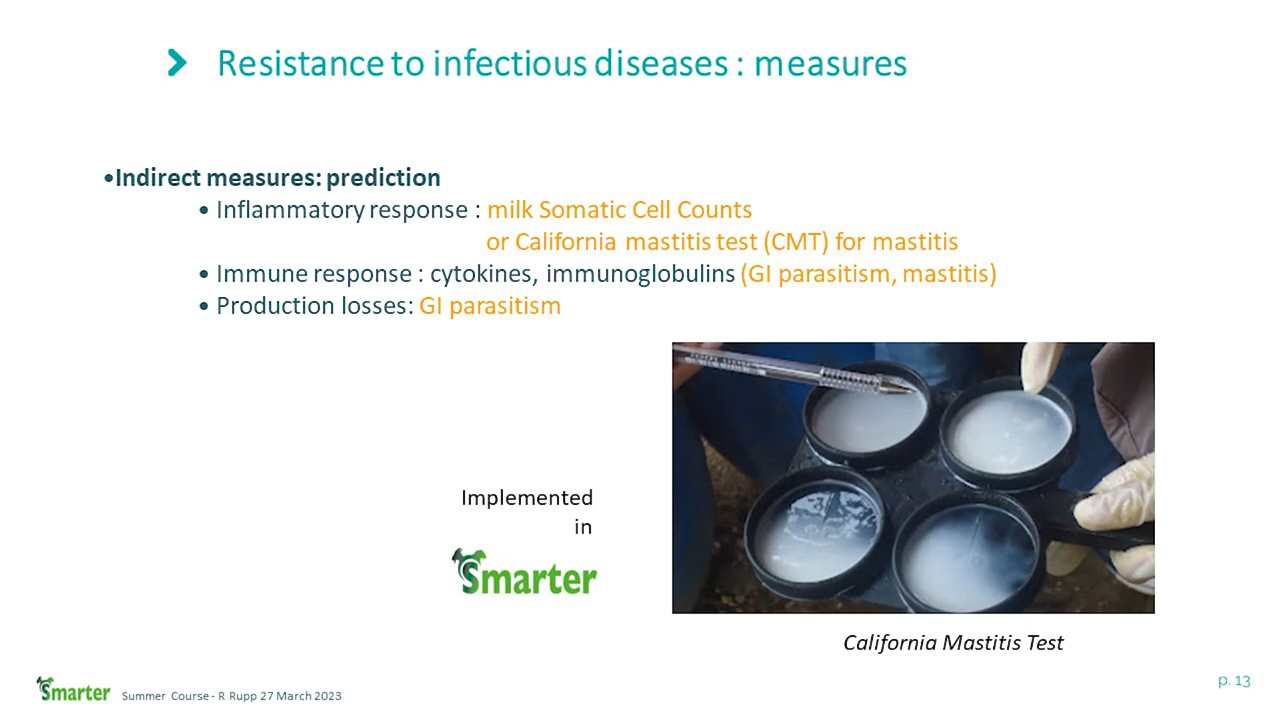 Resistance to infectious diseases : measures
•Indirect measures: prediction
• Inflammatory response : milk Somatic Cell Counts
or California mastitis test (CMT) for mastitis
• Immune response : cytokines, immunoglobulins (GI parasitism, mastitis)
• Production losses: GI parasitism
Implemented
in
Smarter
California Mastitis Test
Smarter
Summer Course - R Rupp 27 March 2023
p. 13